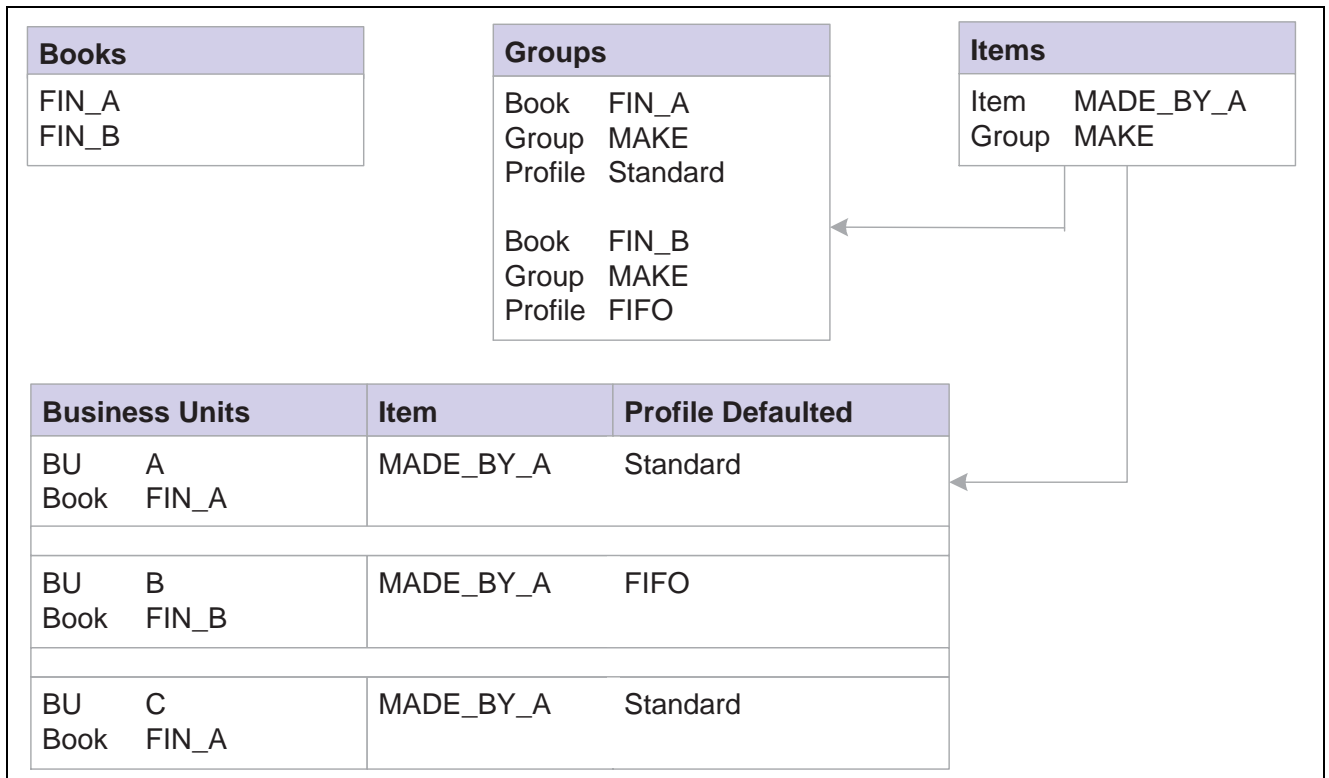 Books
FIN_A
FIN_B
Groups
Book FIN_A
Group MAKE
Profile Standard
Book FIN_B
Group MAKE
Profile FIFO
Items
Item MADE_BY_A
Group MAKE
Business Units Item Profile Defaulted
BU A MADE_BY_A Standard
Book FIN_A
BU B MADE_BY_A FIFO
Book FIN_B
BU C MADE_BY_A Standard
Book FIN_A